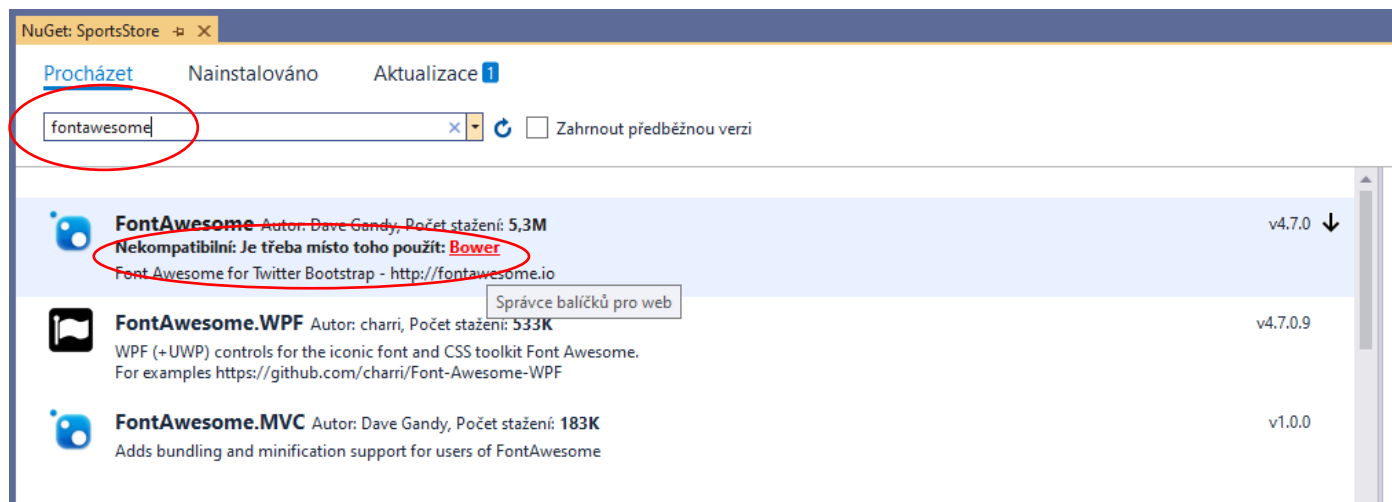 NuGet: SportsStore
Procházet Nainstalováno Aktualizace 1
fontawesome Zahrnout předběžnou verzi
FontAwesome Autor: Dave Gandy, Počet stažení: 5,3M v4.7.0
Nekompatibilní: Je třeba místo toho použít: Bower
Font Awesome for Twitter Bootstrap - http://fontawesome.io
Správce balíčků pro web
FontAwesome.WPF Autor: charri, Počet stažení: 533K v4.7.0.9
WPF (+UWP) controls for the iconic font and CSS toolkit Font Awesome.
For examples https://github.com/charri/Font-Awesome-WPF
FontAwesome.MVC Autor: Dave Gandy, Počet stažení: 183K v1.0.0
Adds bundling and minification support for users of FontAwesome